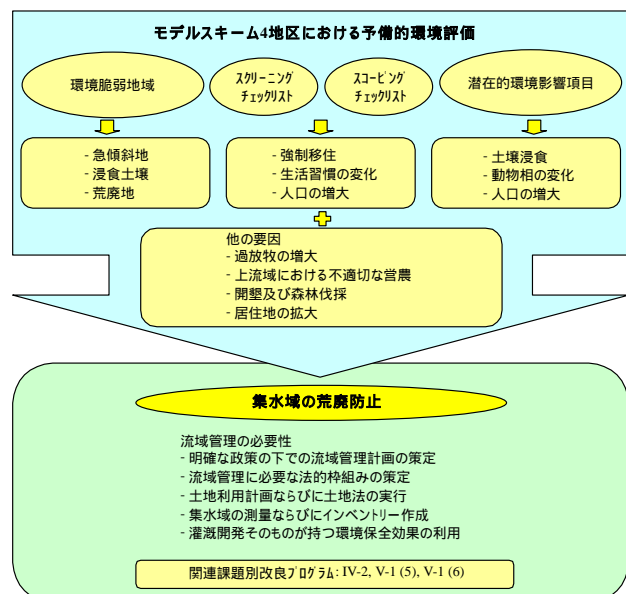 モデルスキーム4地区における予備的環境評価
環境脆弱地域
スクリーニング
チェックリスト
スコーピング
チェックリスト
潜在的環境影響項目
- 急傾斜地
- 浸食土壌
- 荒廃地
- 強制移住
- 生活習慣の変化
- 人口の増大
- 土壌浸食
- 動物相の変化
- 人口の増大
他の要因
- 過放牧の増大
- 上流域における不適切な営農
- 開墾及び森林伐採
- 居住地の拡大
集水域の荒廃防止
流域管理の必要性
- 明確な政策の下での流域管理計画の策定
- 流域管理に必要な法的枠組みの策定
- 土地利用計画ならびに土地法の実行
- 集水域の測量ならびにインベントリー作成
- 灌漑開発そのものが持つ環境保全効果の利用
関連課題別改良プログラム: IV-2, V-1 (5), V-1 (6)